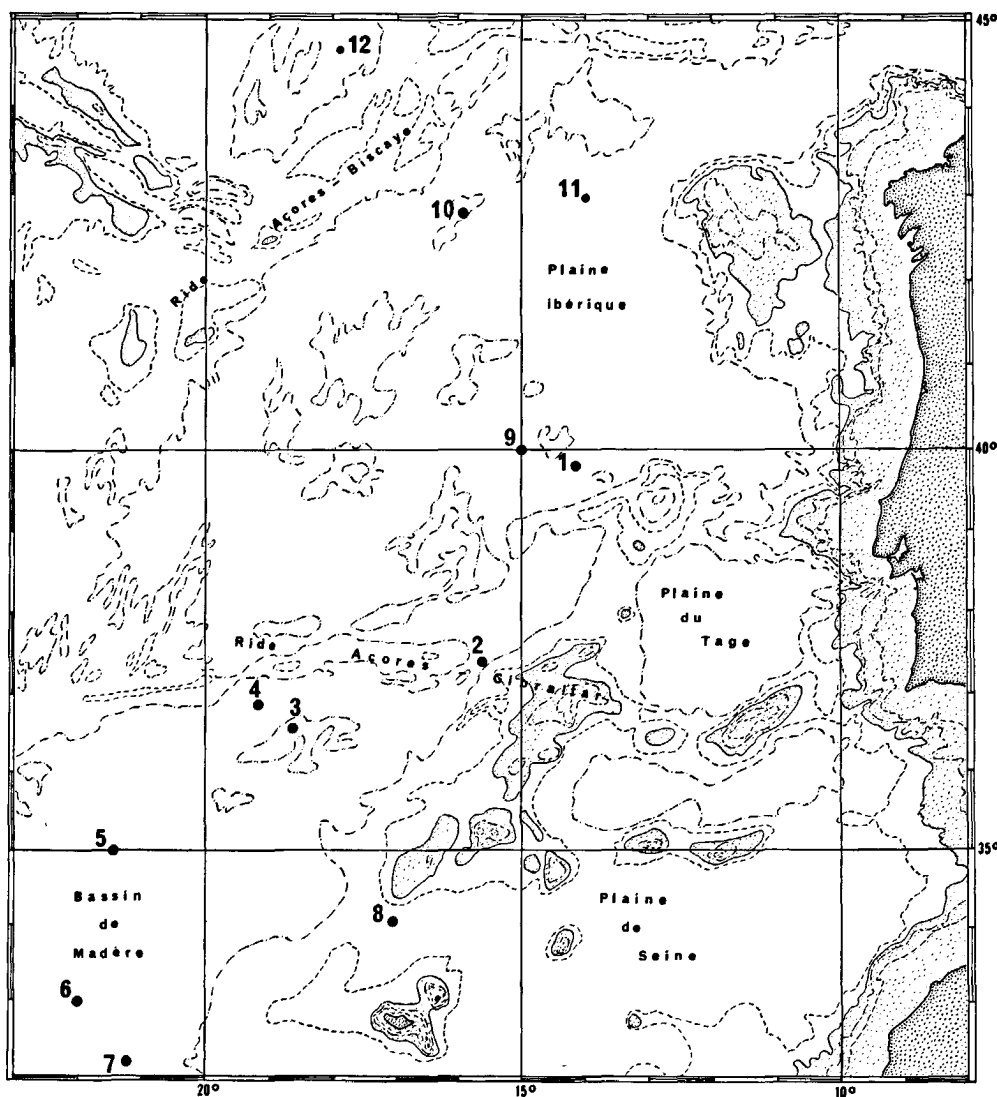 45°
12
Ride Açores - Biscaye
10
11
Plaine
ibérique
9
40°
1
Plaine
du
Tage
Ride Açores Gibraltar
2
4
3
5
35°
Bassin
de
Madère
8
Plaine
de
Seine
6
7
20°
15°
10°